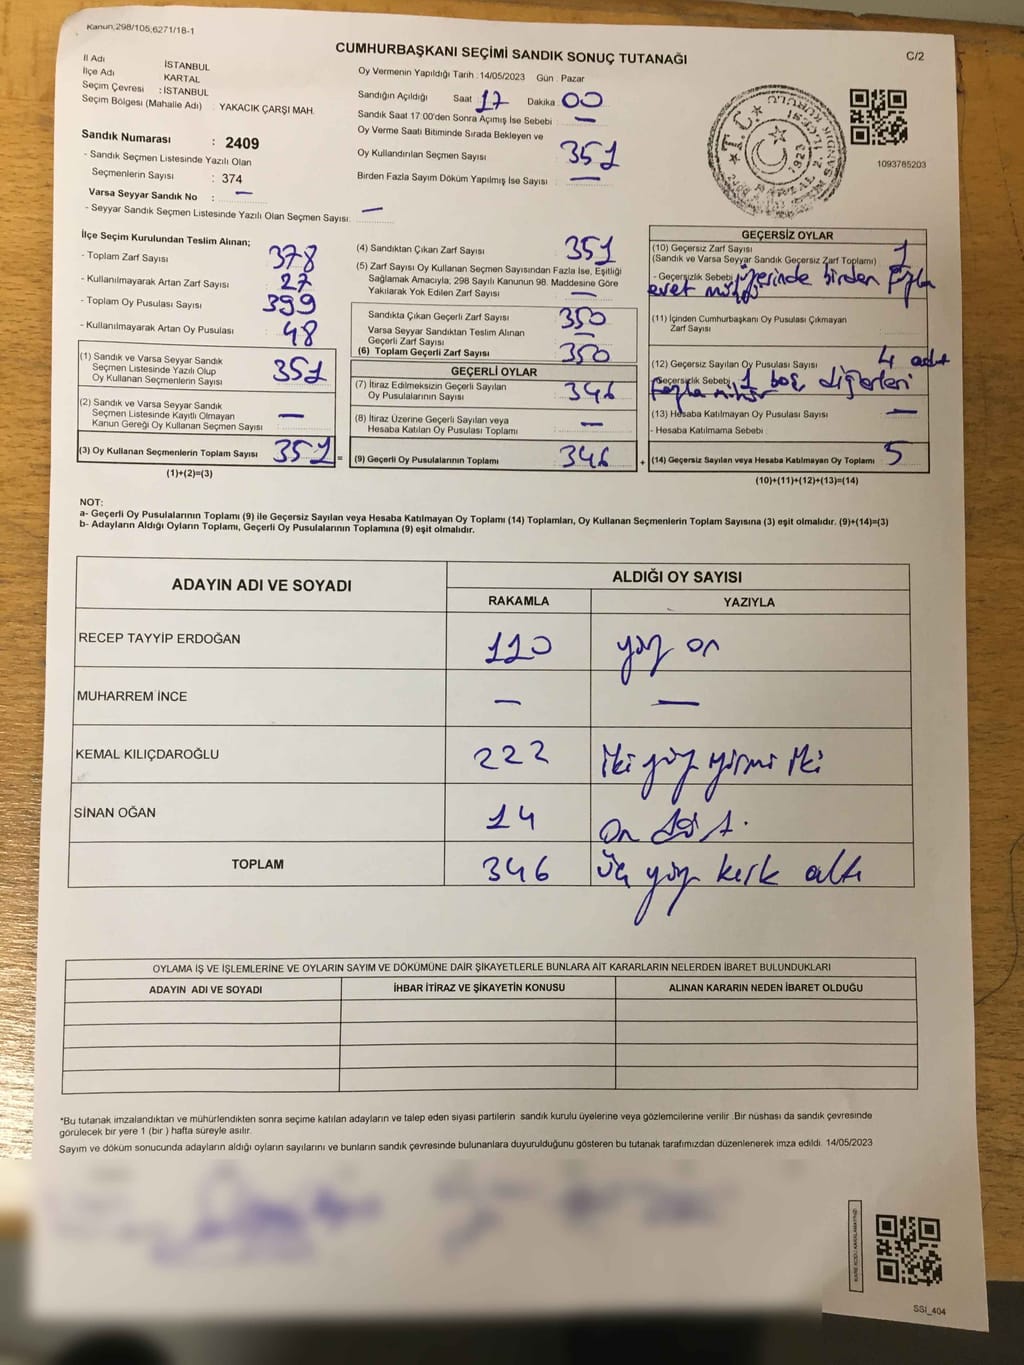 Kanun;298/105;6271/18-1
CUMHURBAŞKANI SEÇİMİ SANDIK SONUÇ TUTANAĞI
C/2
İl Adı İSTANBUL
İlçe Adı KARTAL
Seçim Çevresi : İSTANBUL
Seçim Bölgesi (Mahalle Adı) : YAKACIK ÇARŞI MAH.
Sandık Numarası : 2409
- Sandık Seçmen Listesinde Yazılı Olan
Seçmenlerin Sayısı : 374
Varsa Seyyar Sandık No : —
- Seyyar Sandık Seçmen Listesinde Yazılı Olan Seçmen Sayısı: —
Oy Vermenin Yapıldığı Tarih : 14/05/2023 Gün : Pazar
Sandığın Açıldığı Saat 17 Dakika 00
Sandık Saat 17.00'den Sonra Açımış İse Sebebi : —
Oy Verme Saati Bitiminde Sırada Bekleyen ve
Oy Kullandırılan Seçmen Sayısı 351
Birden Fazla Sayım Döküm Yapılmış İse Sayısı : —
1093785203
İlçe Seçim Kurulundan Teslim Alınan;
- Toplam Zarf Sayısı 378
- Kullanılmayarak Artan Zarf Sayısı 27
- Toplam Oy Pusulası Sayısı 399
- Kullanılmayarak Artan Oy Pusulası 48
(1) Sandık ve Varsa Seyyar Sandık
Seçmen Listesinde Yazılı Olup
Oy Kullanan Seçmenlerin Sayısı 351
(2) Sandık ve Varsa Seyyar Sandık
Seçmen Listesinde Kayıtlı Olmayan
Kanun Gereği Oy Kullanan Seçmen Sayısı —
(3) Oy Kullanan Seçmenlerin Toplam Sayısı 351 =
(1)+(2)=(3)
(4) Sandıktan Çıkan Zarf Sayısı 351
(5) Zarf Sayısı Oy Kullanan Seçmen Sayısından Fazla İse, Eşitliği
Sağlamak Amacıyla, 298 Sayılı Kanunun 98. Maddesine Göre
Yakılarak Yok Edilen Zarf Sayısı —
Sandıkta Çıkan Geçerli Zarf Sayısı 350
Varsa Seyyar Sandıktan Teslim Alınan
Geçerli Zarf Sayısı
(6) Toplam Geçerli Zarf Sayısı 350
GEÇERLİ OYLAR
(7) İtiraz Edilmeksizin Geçerli Sayılan
Oy Pusulalarının Sayısı 346
(8) İtiraz Üzerine Geçerli Sayılan veya
Hesaba Katılan Oy Pusulası Toplamı —
(9) Geçerli Oy Pusulalarının Toplamı 346 +
GEÇERSİZ OYLAR
(10) Geçersiz Zarf Sayısı 1
(Sandık ve Varsa Seyyar Sandık Geçersiz Zarf Toplamı)
- Geçersizlik Sebebi üzerinde birden fazla
evet mührü
(11) İçinden Cumhurbaşkanı Oy Pusulası Çıkmayan
Zarf Sayısı
(12) Geçersiz Sayılan Oy Pusulası Sayısı 4 adet
Geçersizlik Sebebi 1 boş diğerleri
fazla mühür
(13) Hesaba Katılmayan Oy Pusulası Sayısı —
- Hesaba Katılmama Sebebi
(14) Geçersiz Sayılan veya Hesaba Katılmayan Oy Toplamı 5
(10)+(11)+(12)+(13)=(14)
NOT:
a- Geçerli Oy Pusulalarının Toplamı (9) ile Geçersiz Sayılan veya Hesaba Katılmayan Oy Toplamı (14) Toplamları, Oy Kullanan Seçmenlerin Toplam Sayısına (3) eşit olmalıdır. (9)+(14)=(3)
b- Adayların Aldığı Oyların Toplamı, Geçerli Oy Pusulalarının Toplamına (9) eşit olmalıdır.
ADAYIN ADI VE SOYADI ALDIĞI OY SAYISI
RAKAMLA YAZIYLA
RECEP TAYYİP ERDOĞAN 110 yüz on
MUHARREM İNCE — —
KEMAL KILIÇDAROĞLU 222 iki yüz yirmi iki
SİNAN OĞAN 14 on
TOPLAM 346 üç yüz kırk altı
OYLAMA İŞ VE İŞLEMLERİNE VE OYLARIN SAYIM VE DÖKÜMÜNE DAİR ŞİKAYETLERLE BUNLARA AİT KARARLARIN NELERDEN İBARET BULUNDUKLARI
ADAYIN ADI VE SOYADI İHBAR İTİRAZ VE ŞİKAYETİN KONUSU ALINAN KARARIN NEDEN İBARET OLDUĞU
*Bu tutanak imzalandıktan ve mühürlendikten sonra seçime katılan adayların ve talep eden siyasi partilerin sandık kurulu üyelerine veya gözlemcilerine verilir .Bir nüshası da sandık çevresinde
görülecek bir yere 1 (bir ) hafta süreyle asılır.
Sayım ve döküm sonucunda adayların aldığı oyların sayılarını ve bunların sandık çevresinde bulunanlara duyurulduğunu gösteren bu tutanak tarafımızdan düzenlenerek imza edildi. 14/05/2023
SSI_404